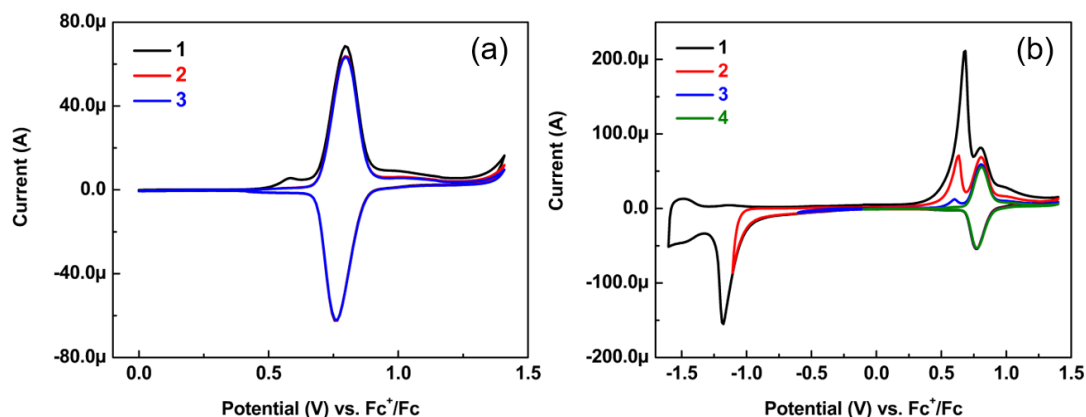 (a)
1
2
3
80.0µ
40.0µ
0.0
-40.0µ
-80.0µ
Current (A)
0.0 0.5 1.0 1.5
Potential (V) vs. Fc⁺/Fc
(b)
1
2
3
4
200.0µ
100.0µ
0.0
-100.0µ
-200.0µ
Current (A)
-1.5 -1.0 -0.5 0.0 0.5 1.0 1.5
Potential (V) vs. Fc⁺/Fc